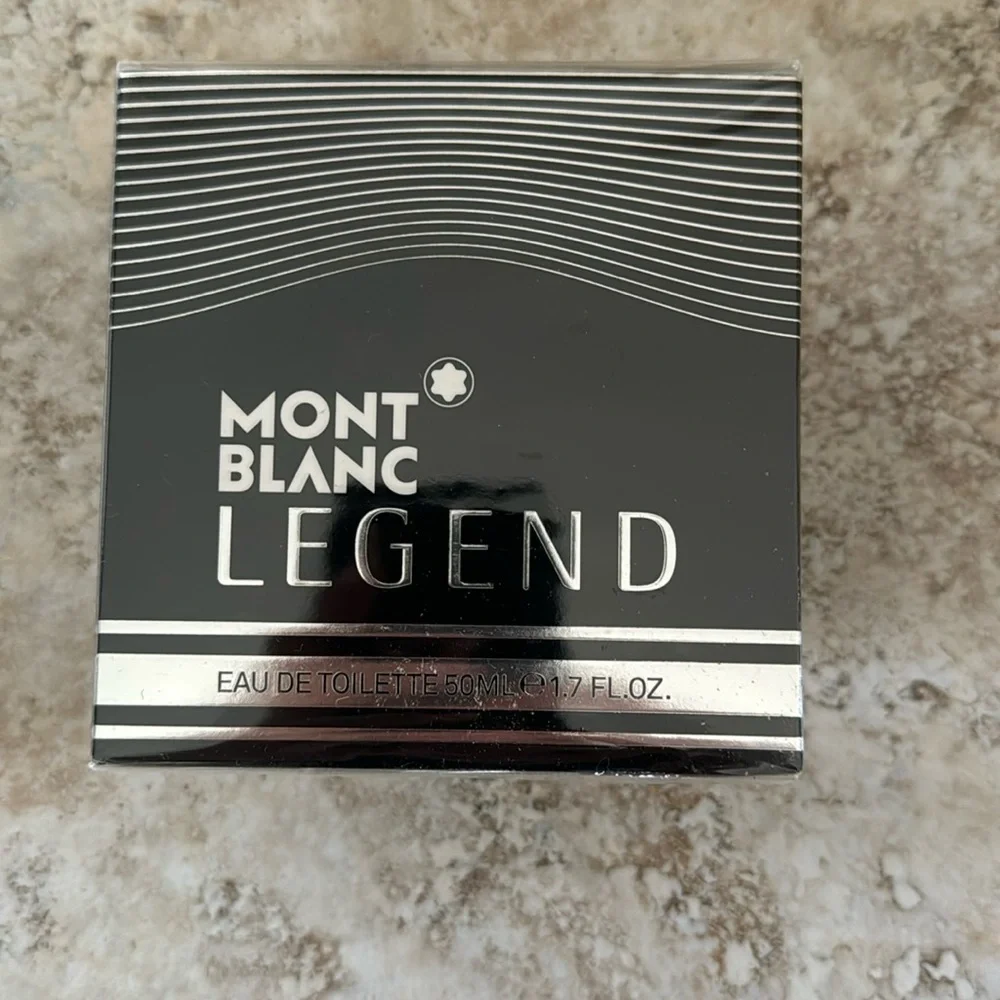 MONT
BLANC
LEGEND
EAU DE TOILETTE 50ML℮1.7 FL.OZ.